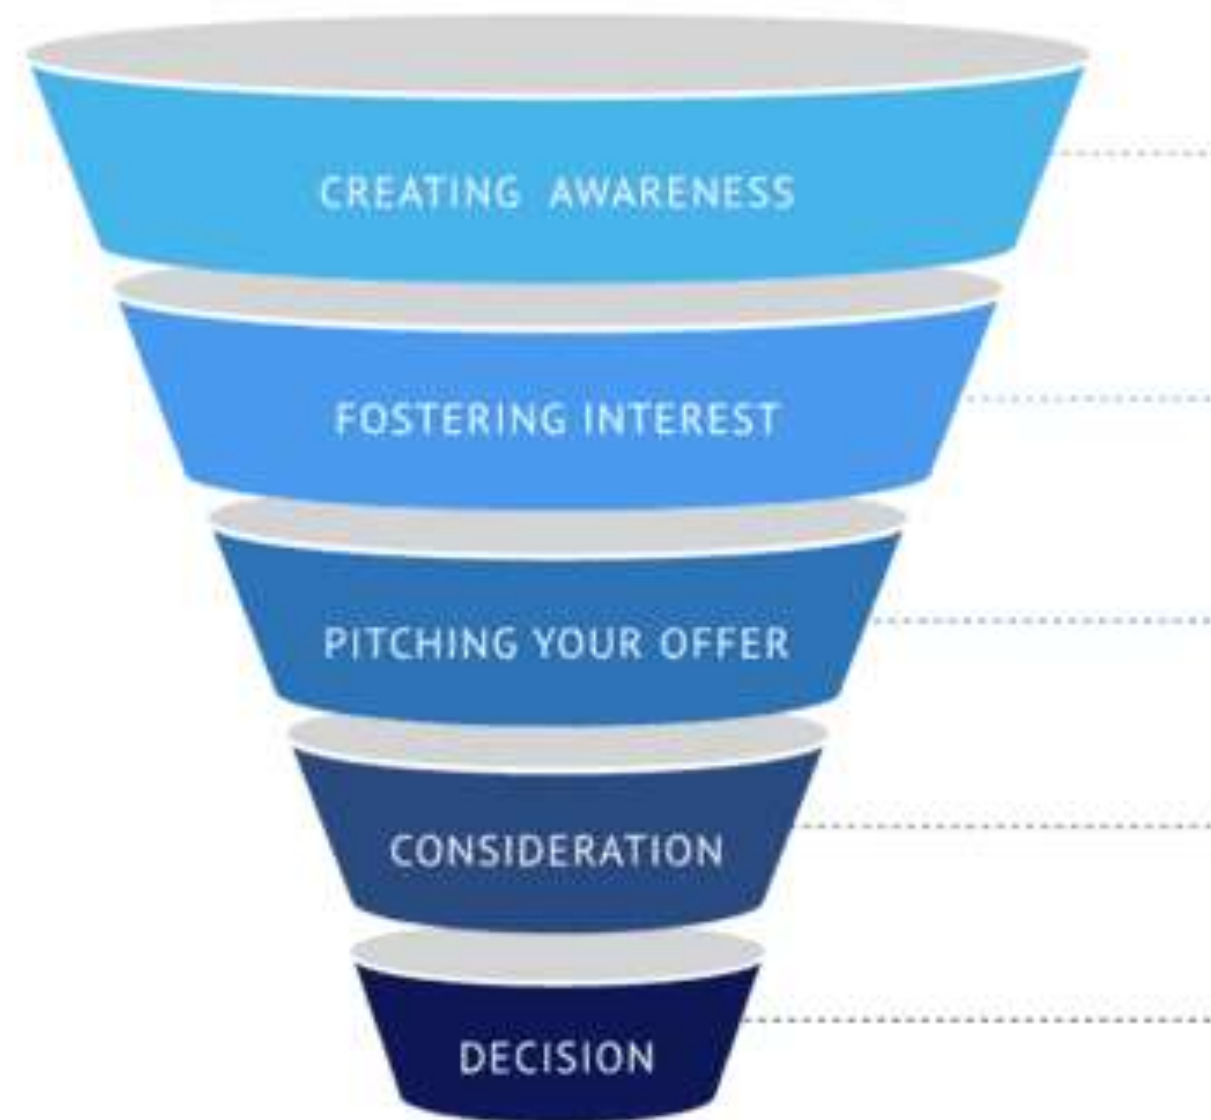 CREATING AWARENESS
FOSTERING INTEREST
PITCHING YOUR OFFER
CONSIDERATION
DECISION